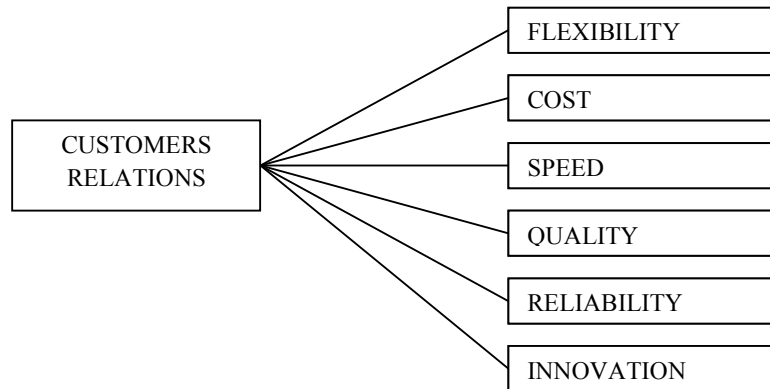 CUSTOMERS
RELATIONS
FLEXIBILITY
COST
SPEED
QUALITY
RELIABILITY
INNOVATION